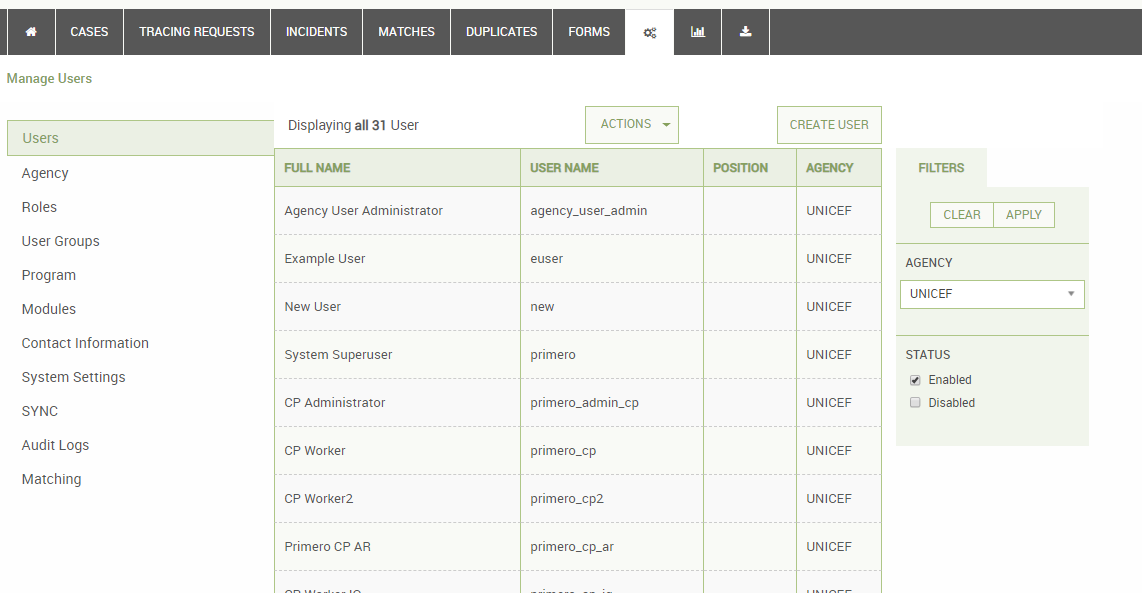 CASES TRACING REQUESTS INCIDENTS MATCHES DUPLICATES FORMS
Manage Users
Users
Agency
Roles
User Groups
Program
Modules
Contact Information
System Settings
SYNC
Audit Logs
Matching
Displaying all 31 User
ACTIONS
CREATE USER
FULL NAME USER NAME POSITION AGENCY
Agency User Administrator agency_user_admin UNICEF
Example User euser UNICEF
New User new UNICEF
System Superuser primero UNICEF
CP Administrator primero_admin_cp UNICEF
CP Worker primero_cp UNICEF
CP Worker2 primero_cp2 UNICEF
Primero CP AR primero_cp_ar UNICEF
FILTERS
CLEAR APPLY
AGENCY
UNICEF
STATUS
Enabled
Disabled